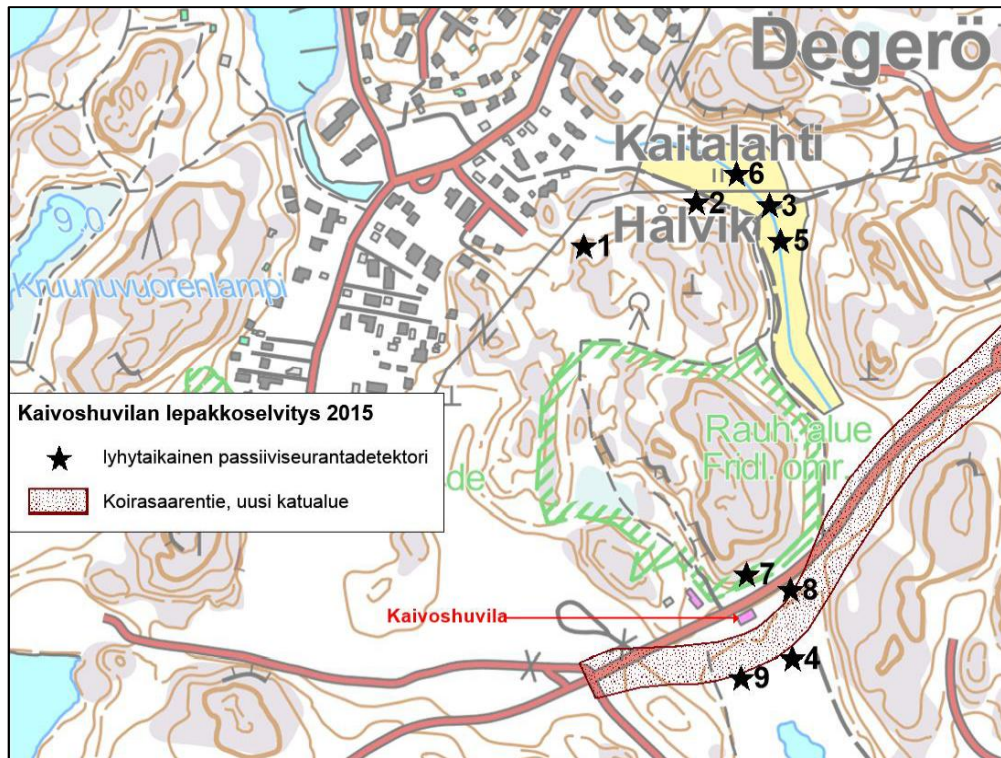 Degerö
Kaitalahti
6
2
3
Hålvik
5
1
9.0
Kruunuvuorenlampi
Kaivoshuvilan lepakkoselvitys 2015
lyhytaikainen passiiviseurantadetektori
Koirasaarentie, uusi katualue
de
Rauh. alue
Fridl. omr.
7
8
Kaivoshuvila
4
9